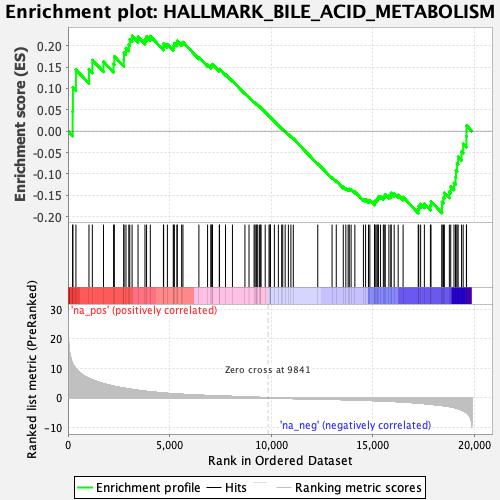 Enrichment plot: HALLMARK_BILE_ACID_METABOLISM
Enrichment score (ES)
0.20
0.15
0.10
0.05
0.00
-0.05
-0.10
-0.15
-0.20
'na_pos' (positively correlated)
Ranked list metric (PreRanked)
30
20
10
0
-10
Zero cross at 9841
'na_neg' (negatively correlated)
0
5,000
10,000
15,000
20,000
Rank in Ordered Dataset
Enrichment profile
Hits
Ranking metric scores